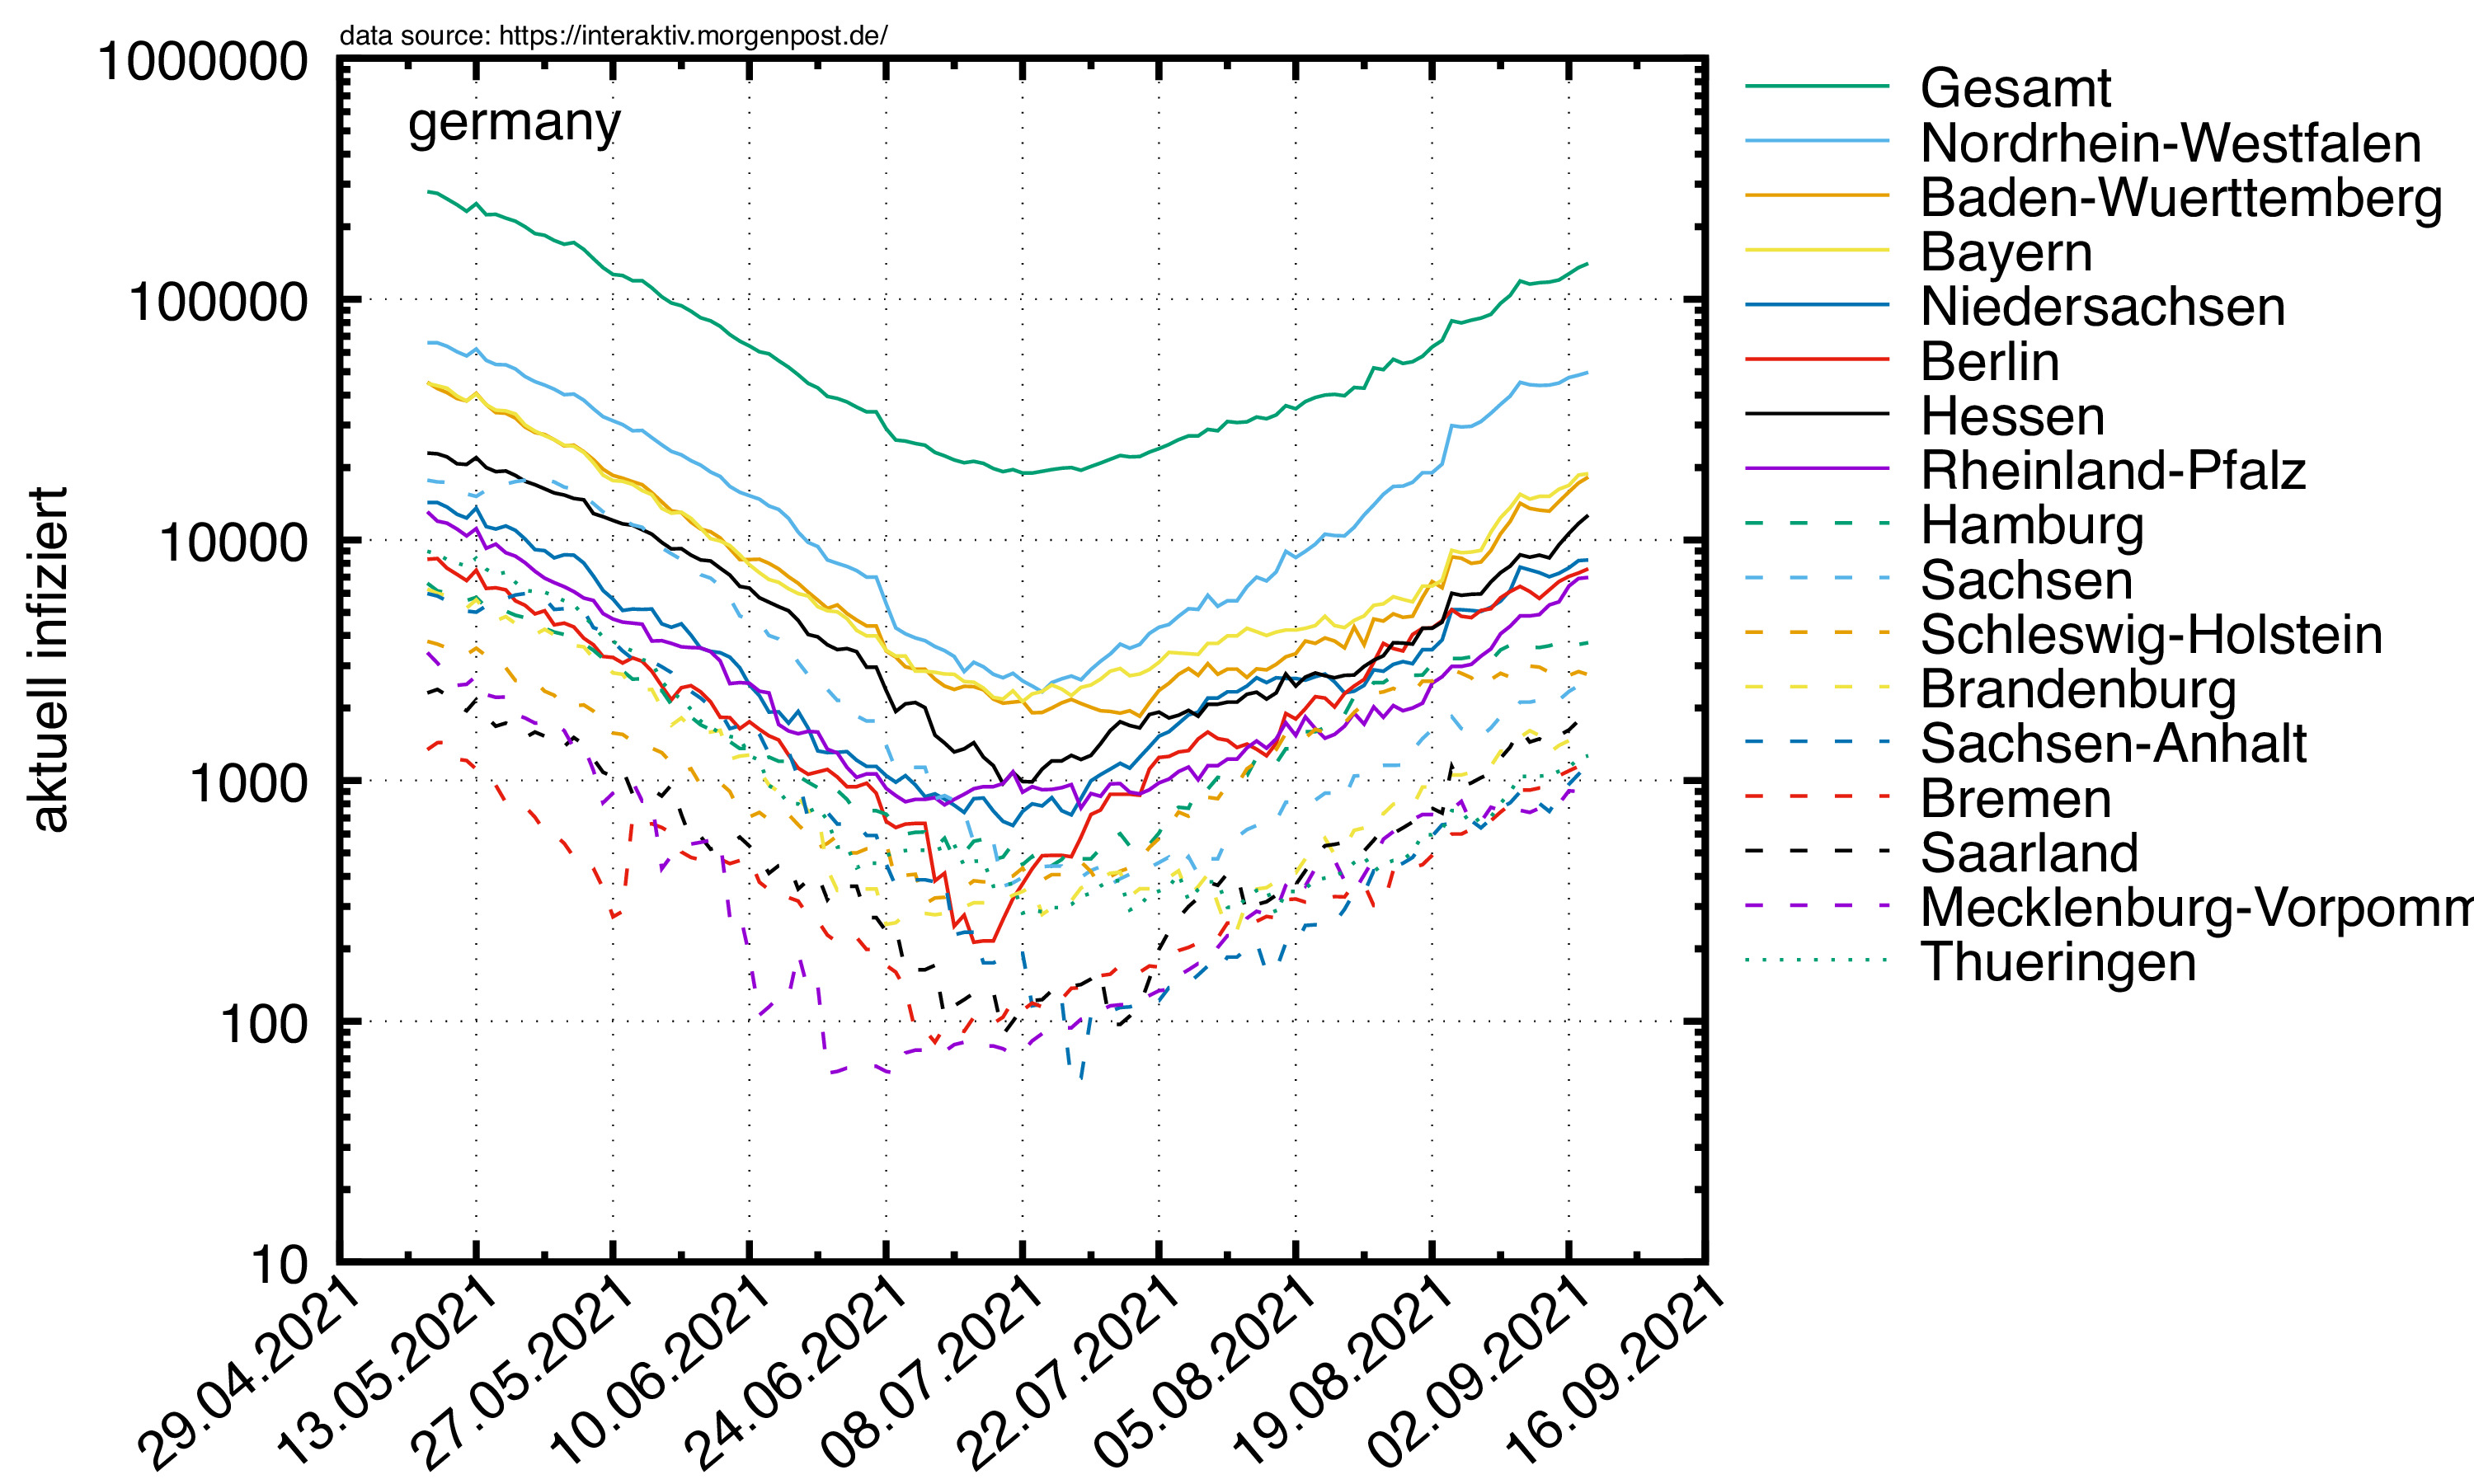 data source: https://interaktiv.morgenpost.de/
germany
aktuell infiziert
1000000
100000
10000
1000
100
10
29.04.2021
13.05.2021
27.05.2021
10.06.2021
24.06.2021
08.07.2021
22.07.2021
05.08.2021
19.08.2021
02.09.2021
16.09.2021
Gesamt
Nordrhein-Westfalen
Baden-Wuerttemberg
Bayern
Niedersachsen
Berlin
Hessen
Rheinland-Pfalz
Hamburg
Sachsen
Schleswig-Holstein
Brandenburg
Sachsen-Anhalt
Bremen
Saarland
Mecklenburg-Vorpomm
Thueringen